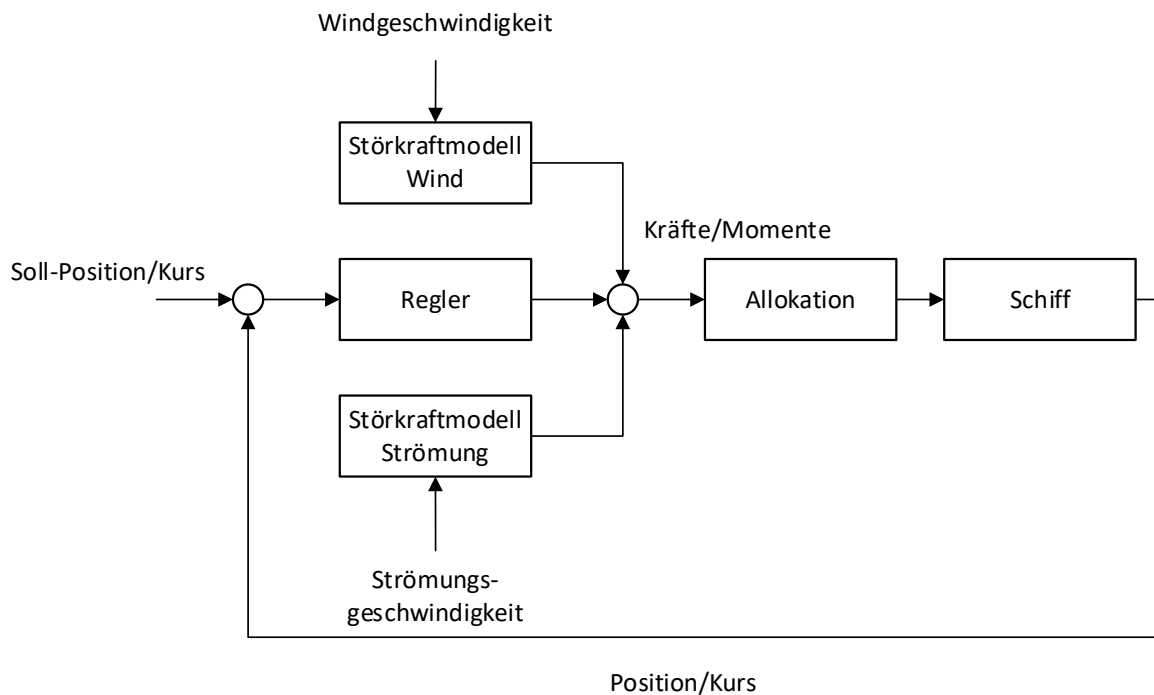 Windgeschwindigkeit
Störkraftmodell
Wind
Kräfte/Momente
Soll-Position/Kurs
Regler
Allokation
Schiff
Störkraftmodell
Strömung
Strömungs-
geschwindigkeit
Position/Kurs